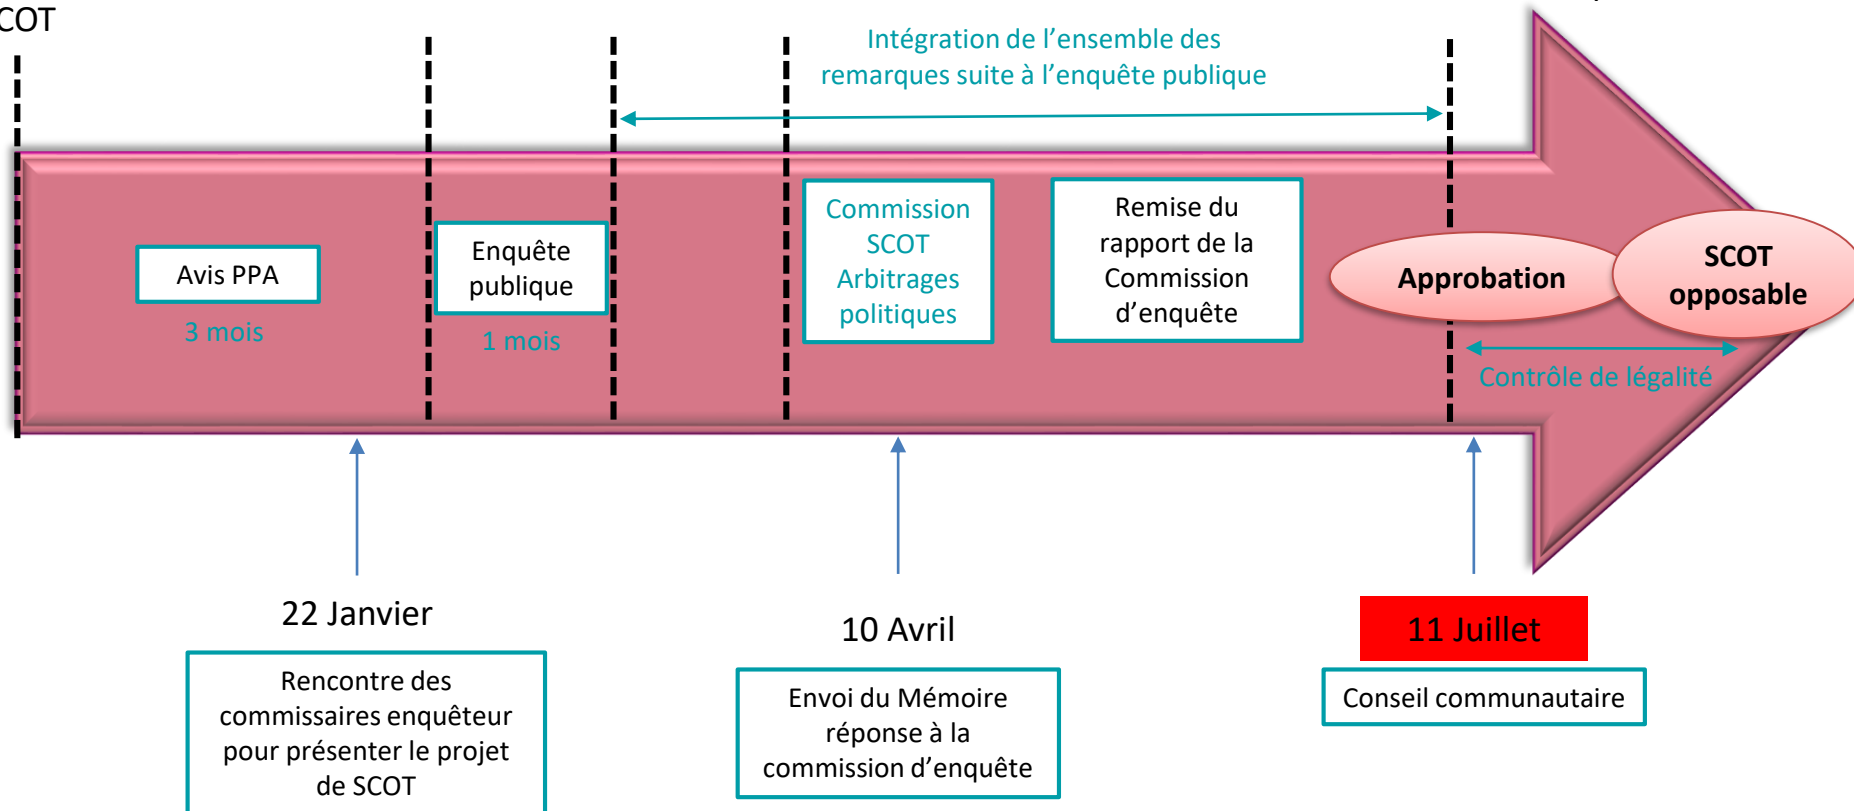 COT
Intégration de l’ensemble des
remarques suite à l’enquête publique
Avis PPA
3 mois
Enquête
publique
1 mois
Commission
SCOT
Arbitrages
politiques
Remise du
rapport de la
Commission
d’enquête
Approbation
SCOT
opposable
Contrôle de légalité
22 Janvier
Rencontre des
commissaires enquêteur
pour présenter le projet
de SCOT
10 Avril
Envoi du Mémoire
réponse à la
commission d’enquête
11 Juillet
Conseil communautaire